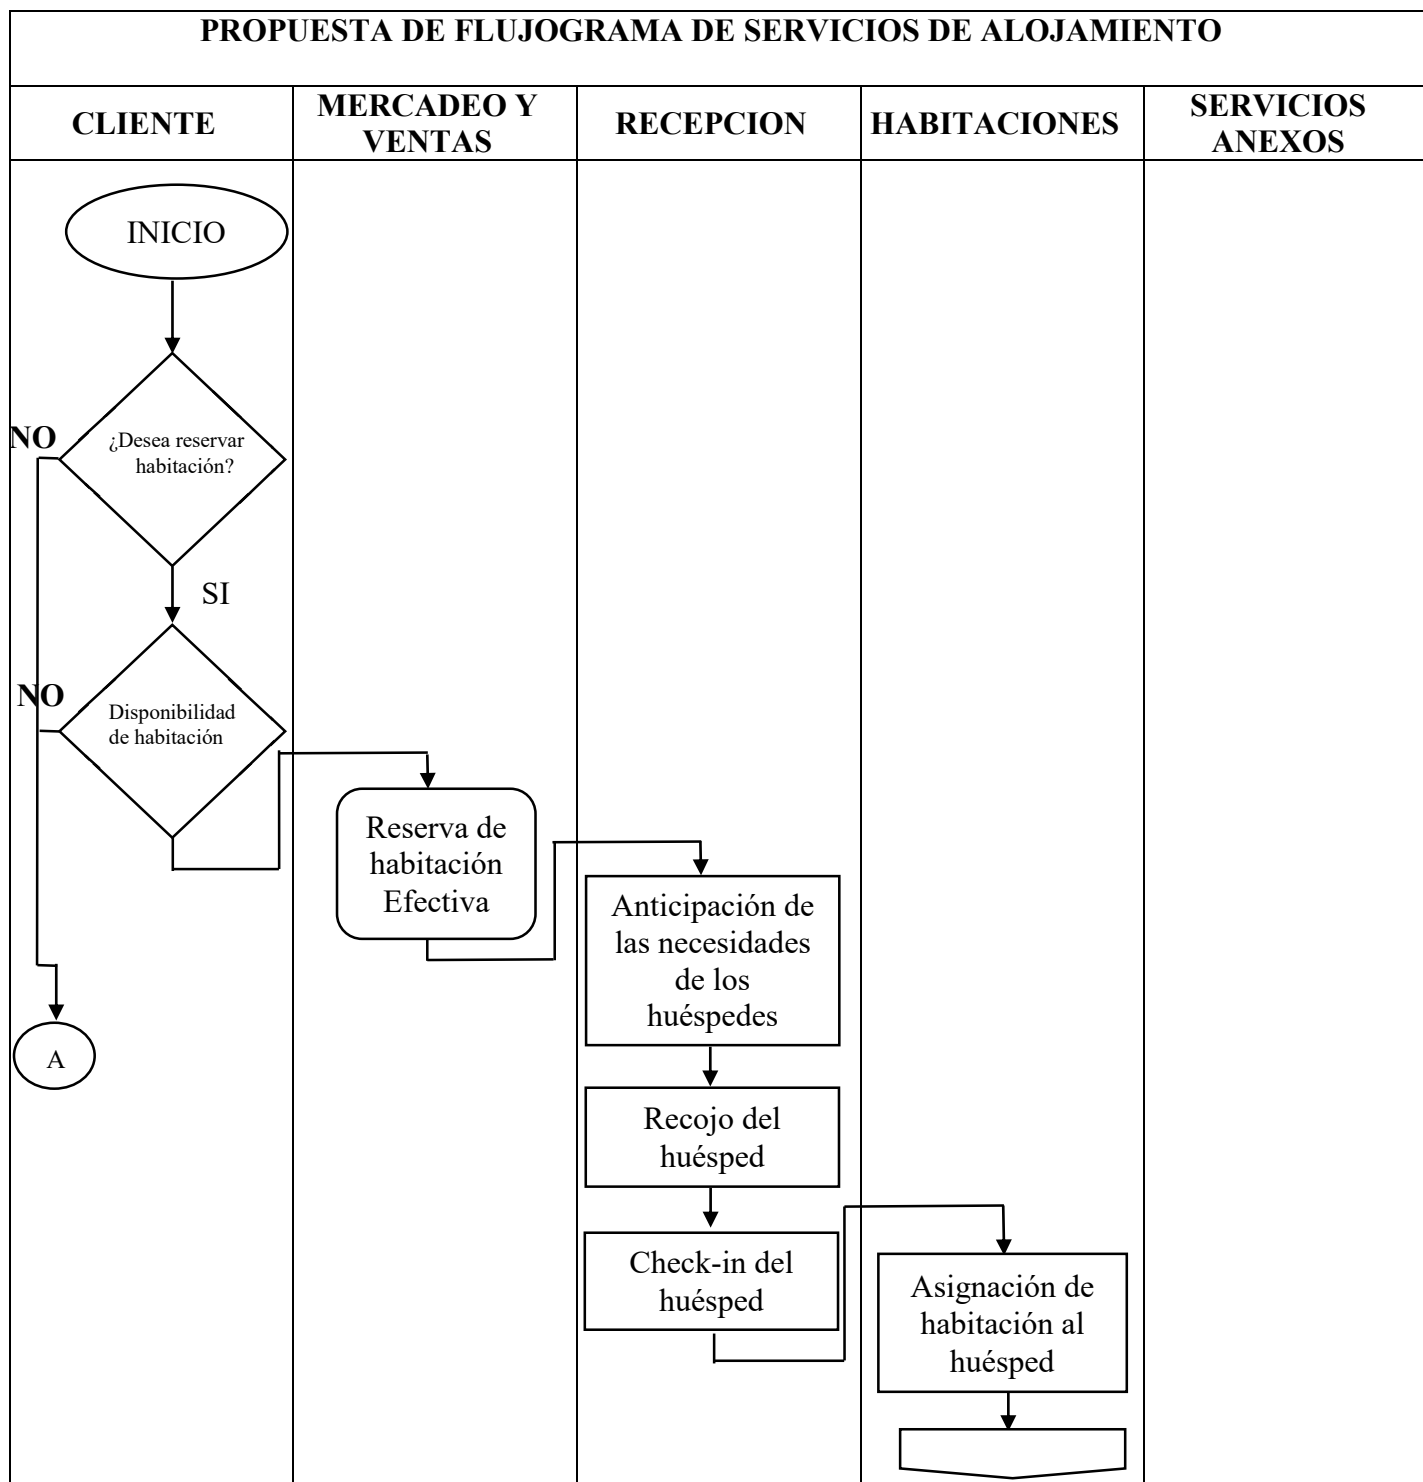 PROPUESTA DE FLUJOGRAMA DE SERVICIOS DE ALOJAMIENTO
CLIENTE
MERCADEO Y
VENTAS
RECEPCION
HABITACIONES
SERVICIOS
ANEXOS
INICIO
NO
¿Desea reservar
habitación?
SI
NO
Disponibilidad
de habitación
Reserva de
habitación
Efectiva
Anticipación de
las necesidades
de los
huéspedes
A
Recojo del
huésped
Check-in del
huésped
Asignación de
habitación al
huésped